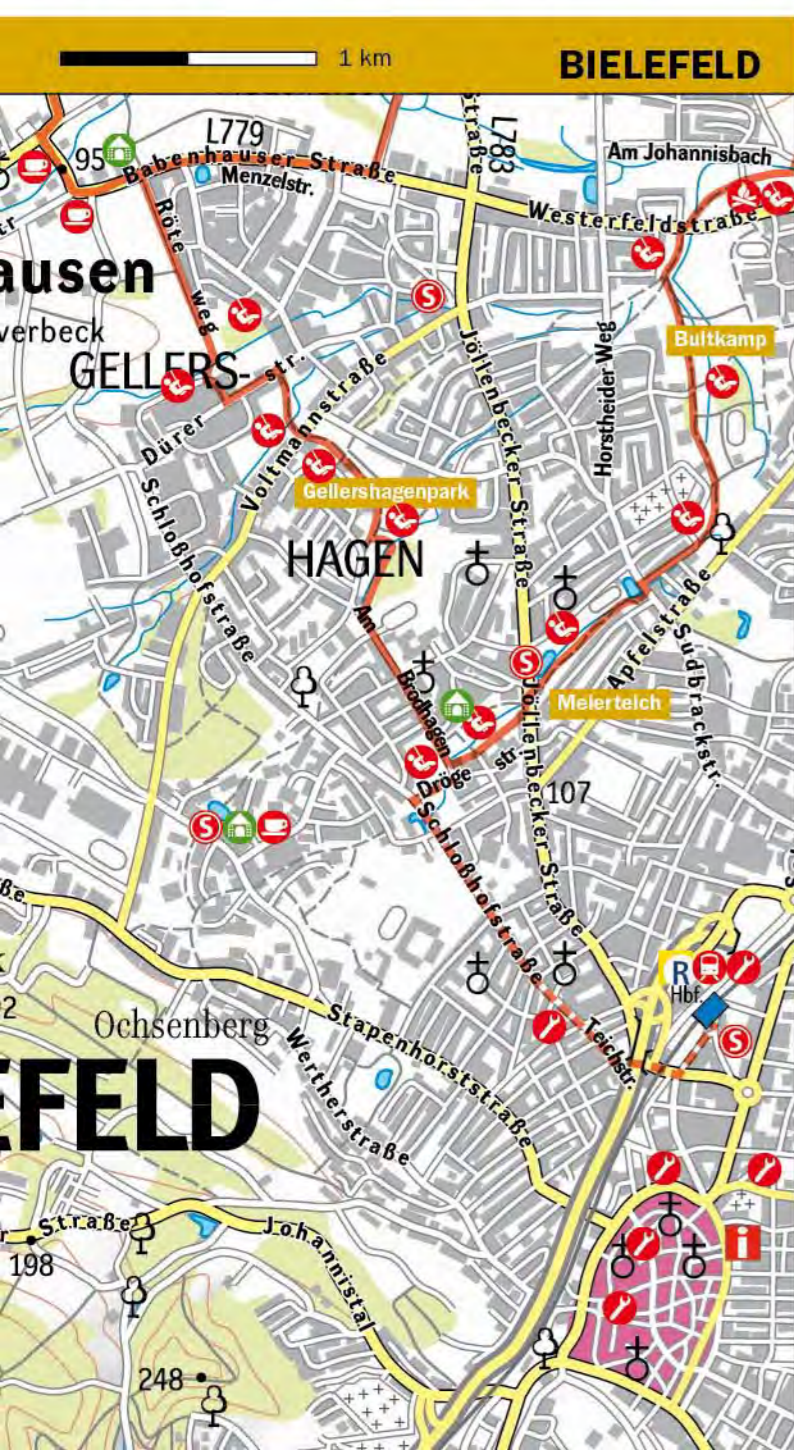 1 km
BIELEFELD
L779
L783
Straße
95
Babenhauser Straße
Menzelstr.
Am Johannisbach
Westerfeldstraße
Röte weg
ausen
verbeck
S
GELLERS-
Dürer str.
Voltmannstraße
Jöllenbecker Straße
Horstheider Weg
Bultkamp
Gellershagenpark
Schloßhofstraße
HAGEN
Am Brodhagen
Apfelstraße
Sudbrackstr.
S
Meierteich
Dröge str.
107
Jöllenbecker Straße
S
Schloßhofstraße
ße
R
Hbf.
S
Ochsenberg
Stapenhorststraße
Teichstr.
Wertherstraße
EFELD
r Straße
198
Johannistal
i
248